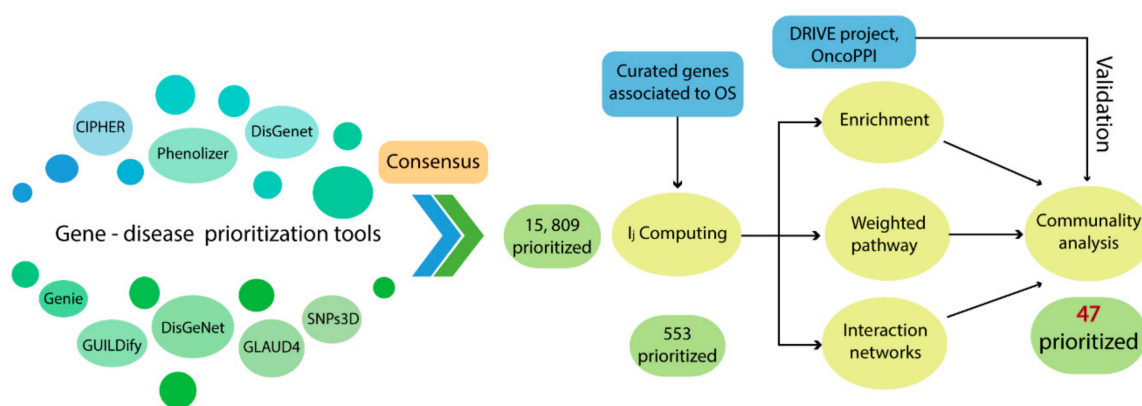 CIPHER
Phenolizer
DisGenet
Gene - disease prioritization tools
Genie
GUILDify
DisGeNet
GLAUD4
SNPs3D
Consensus
15, 809
prioritized
Curated genes
associated to OS
Ij Computing
553
prioritized
DRIVE project,
OncoPPI
Validation
Enrichment
Weighted
pathway
Interaction
networks
Communality
analysis
47
prioritized